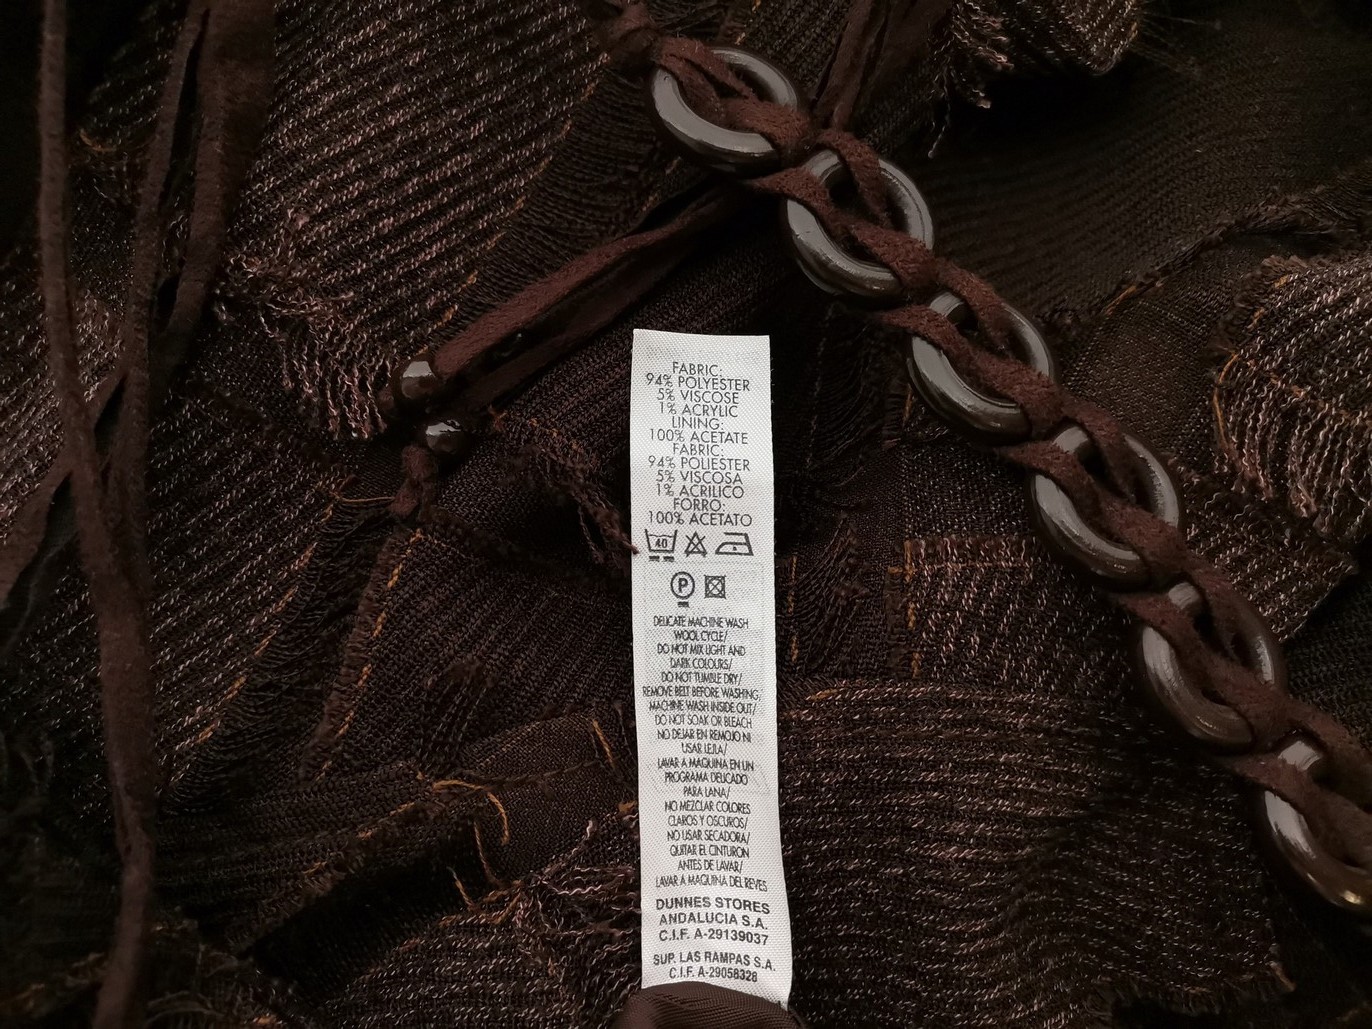 FABRIC:
94% POLYESTER
5% VISCOSE
1% ACRYLIC
LINING:
100% ACETATE
FABRIC:
94% POLIESTER
5% VISCOSA
1% ACRILICO
FORRO:
100% ACETATO
40
P
DELICATE MACHINE WASH
WOOL CYCLE/
DO NOT MIX LIGHT AND
DARK COLOURS/
DO NOT TUMBLE DRY/
REMOVE BELT BEFORE WASHING/
MACHINE WASH INSIDE OUT/
DO NOT SOAK OR BLEACH
NO DEJAR EN REMOJO NI
USAR LEJIA/
LAVAR A MAQUINA EN UN
PROGRAMA DELICADO
PARA LANA/
NO MEZCLAR COLORES
CLAROS Y OSCUROS/
NO USAR SECADORA/
QUITAR EL CINTURON
ANTES DE LAVAR/
LAVAR A MAQUINA DEL REVES
DUNNES STORES
ANDALUCIA S.A.
C.I.F. A-29139037
SUP. LAS RAMPAS S.A.
C.I.F. A-29058328